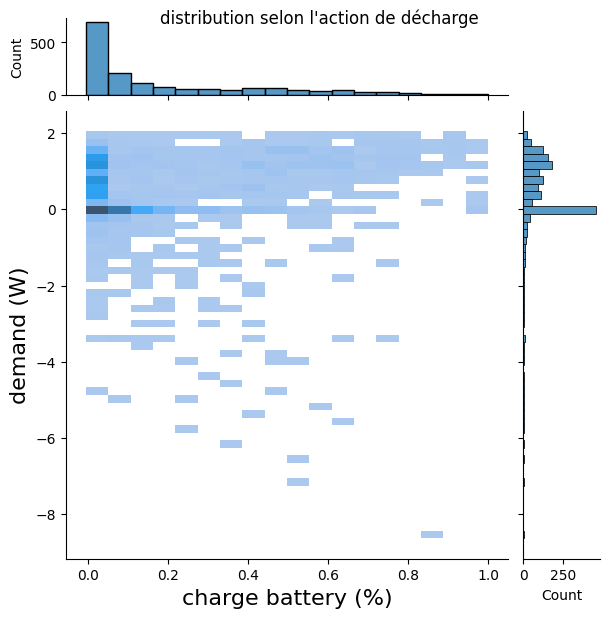 distribution selon l'action de décharge
Count
500
0
demand (W)
2
0
−2
−4
−6
−8
0.0 0.2 0.4 0.6 0.8 1.0
charge battery (%)
0 250
Count